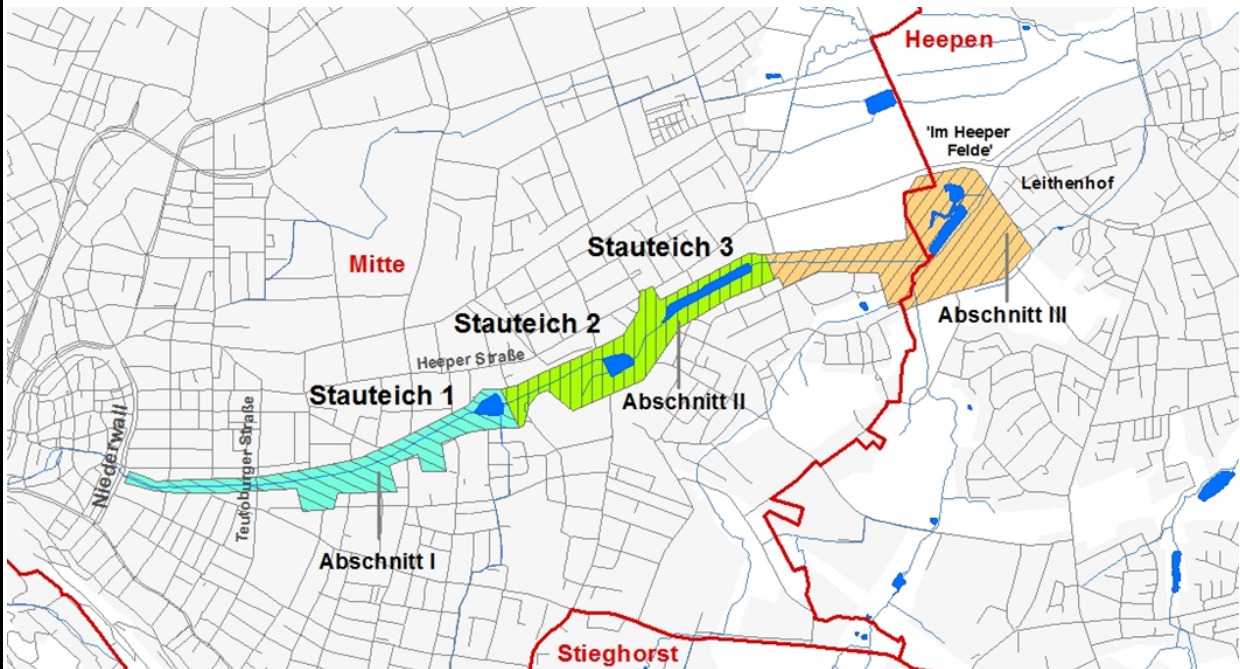 Heepen
'Im Heeper
Felde'
Leithenhof
Stauteich 3
Mitte
Abschnitt III
Stauteich 2
Heeper Straße
Stauteich 1
Abschnitt II
Niederwall
Teutoburger Straße
Abschnitt I
Stieghorst